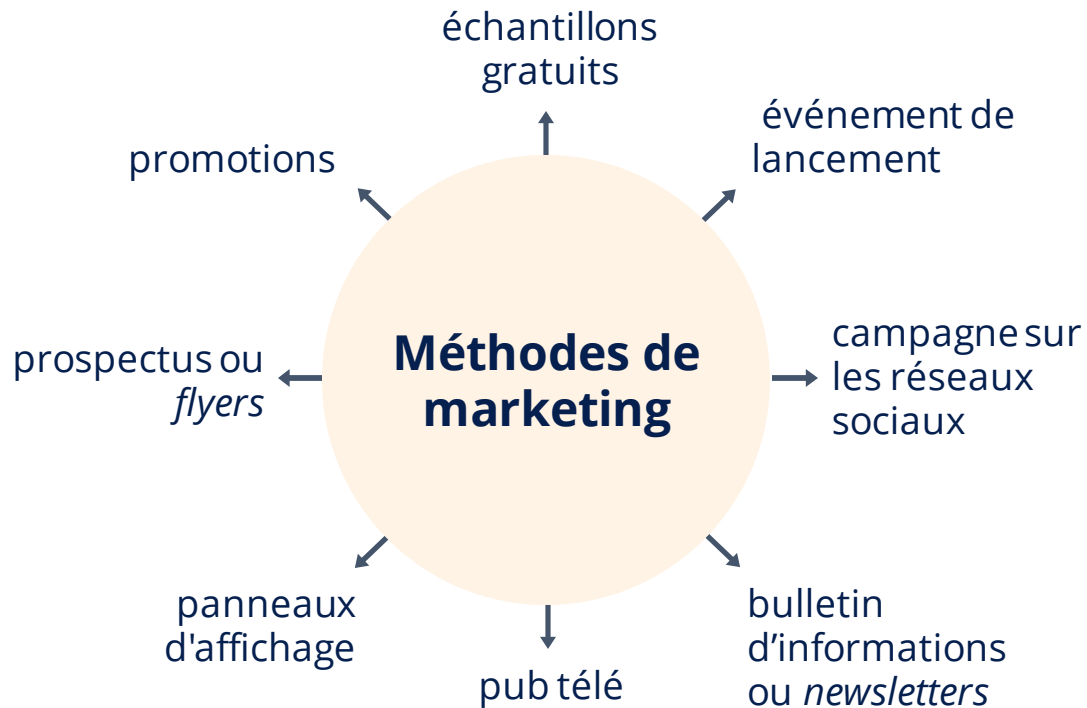 échantillons
gratuits
événement de
lancement
promotions
campagne sur
les réseaux
sociaux
Méthodes de
marketing
prospectus ou
flyers
bulletin
d’informations
ou newsletters
panneaux
d'affichage
pub télé